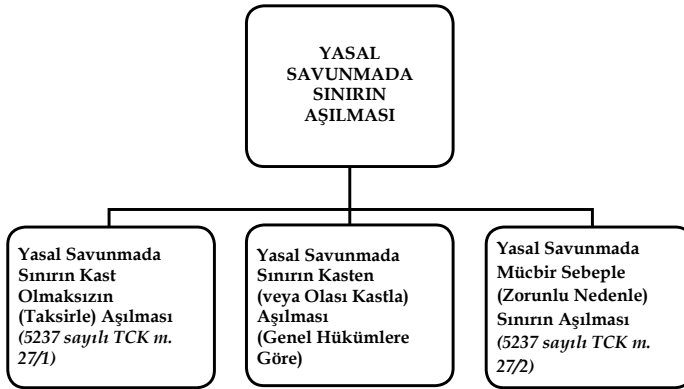 YASAL
SAVUNMADA
SINIRIN
AŞILMASI
Yasal Savunmada
Sınırın Kast
Olmaksızın
(Taksirle) Aşılması
(5237 sayılı TCK m.
27/1)
Yasal Savunmada
Sınırın Kasten
(veya Olası Kastla)
Aşılması
(Genel Hükümlere
Göre)
Yasal Savunmada
Mücbir Sebeple
(Zorunlu Nedenle)
Sınırın Aşılması
(5237 sayılı TCK m.
27/2)